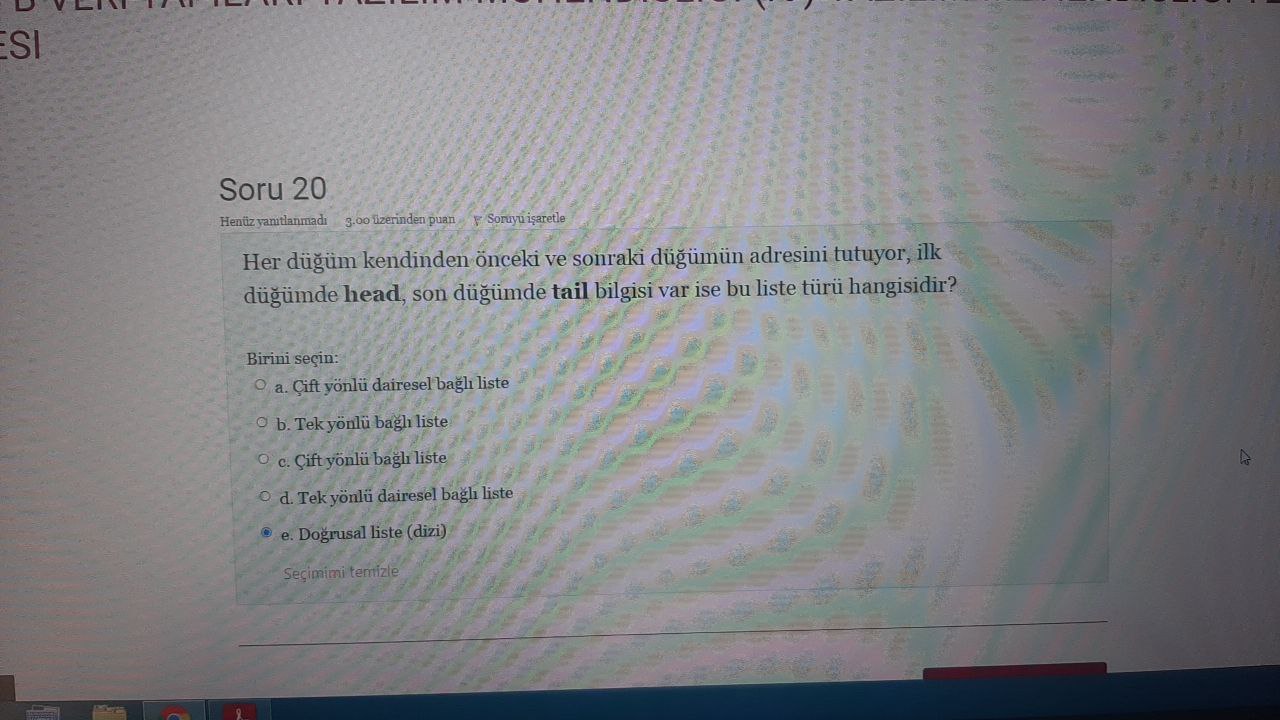 ESI
Soru 20
Henüz yanıtlanmadı 3.00 üzerinden puan Soruyu işaretle
Her düğüm kendinden önceki ve sonraki düğümün adresini tutuyor, ilk
düğümde head, son düğümde tail bilgisi var ise bu liste türü hangisidir?
Birini seçin:
a. Çift yönlü dairesel bağlı liste
b. Tek yönlü bağlı liste
c. Çift yönlü bağlı liste
d. Tek yönlü dairesel bağlı liste
e. Doğrusal liste (dizi)
Seçimimi temizle